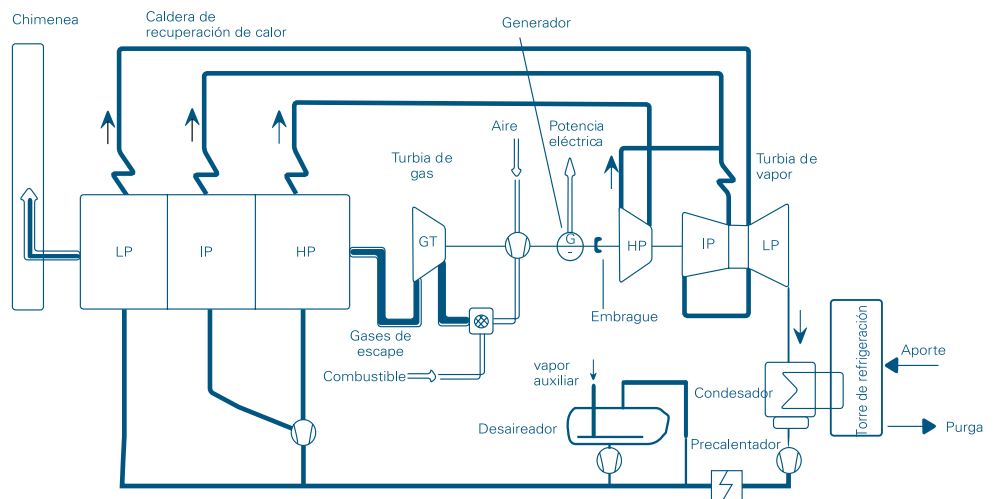 Chimenea
Caldera de
recuperación de calor
Generador
Aire
Potencia
eléctrica
Turbia de
gas
Turbia de
vapor
LP
IP
HP
GT
G
HP
IP
LP
Embrague
Gases de
escape
Combustible
vapor
auxiliar
Desaireador
Condesador
Precalentador
Torre de refrigeración
Aporte
Purga